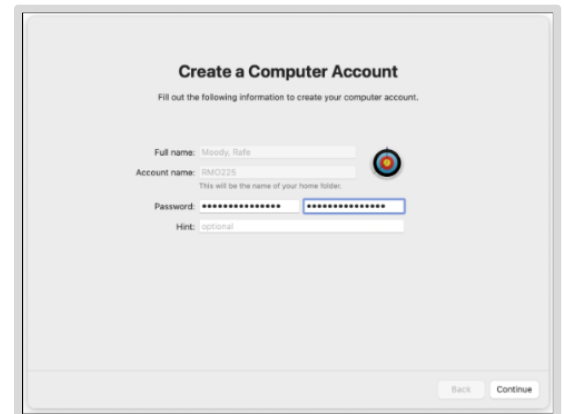 Create a Computer Account
Fill out the following information to create your computer account.
Full name: Moody, Rafe
Account name: RMO225
This will be the name of your home folder.
Password: ••••••••••••••• •••••••••••••••
Hint: optional
Back Continue